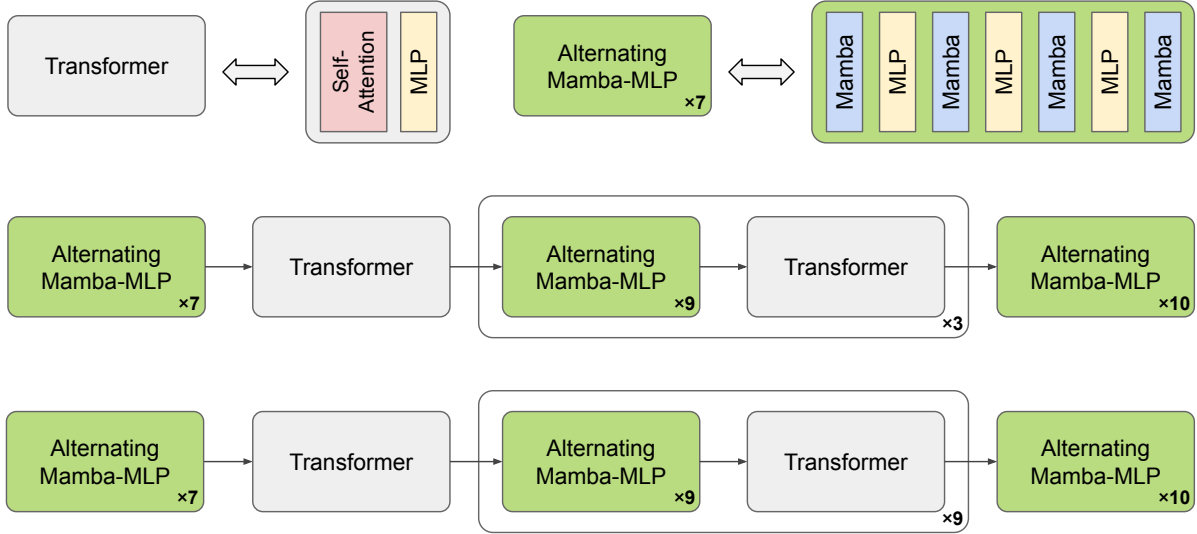 Transformer
Self-
Attention
MLP
Alternating
Mamba-MLP
×7
Mamba
MLP
Mamba
MLP
Mamba
MLP
Mamba
Alternating
Mamba-MLP
×7
Transformer
Alternating
Mamba-MLP
×9
Transformer
×3
Alternating
Mamba-MLP
×10
Alternating
Mamba-MLP
×7
Transformer
Alternating
Mamba-MLP
×9
Transformer
×9
Alternating
Mamba-MLP
×10